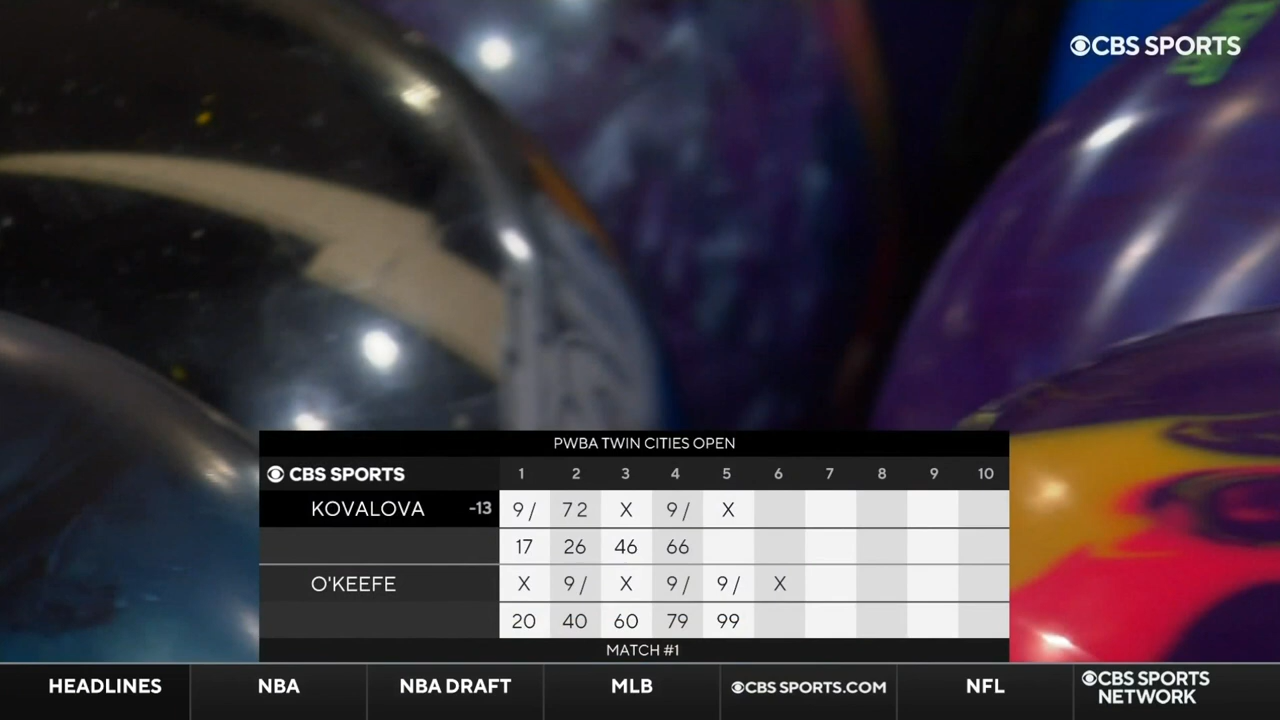 CBS SPORTS
PWBA TWIN CITIES OPEN
CBS SPORTS 1 2 3 4 5 6 7 8 9 10
KOVALOVA -13 9/ 72 X 9/ X
17 26 46 66
O'KEEFE X 9/ X 9/ 9/ X
20 40 60 79 99
MATCH #1
HEADLINES NBA NBA DRAFT MLB CBS SPORTS.COM NFL CBS SPORTS NETWORK